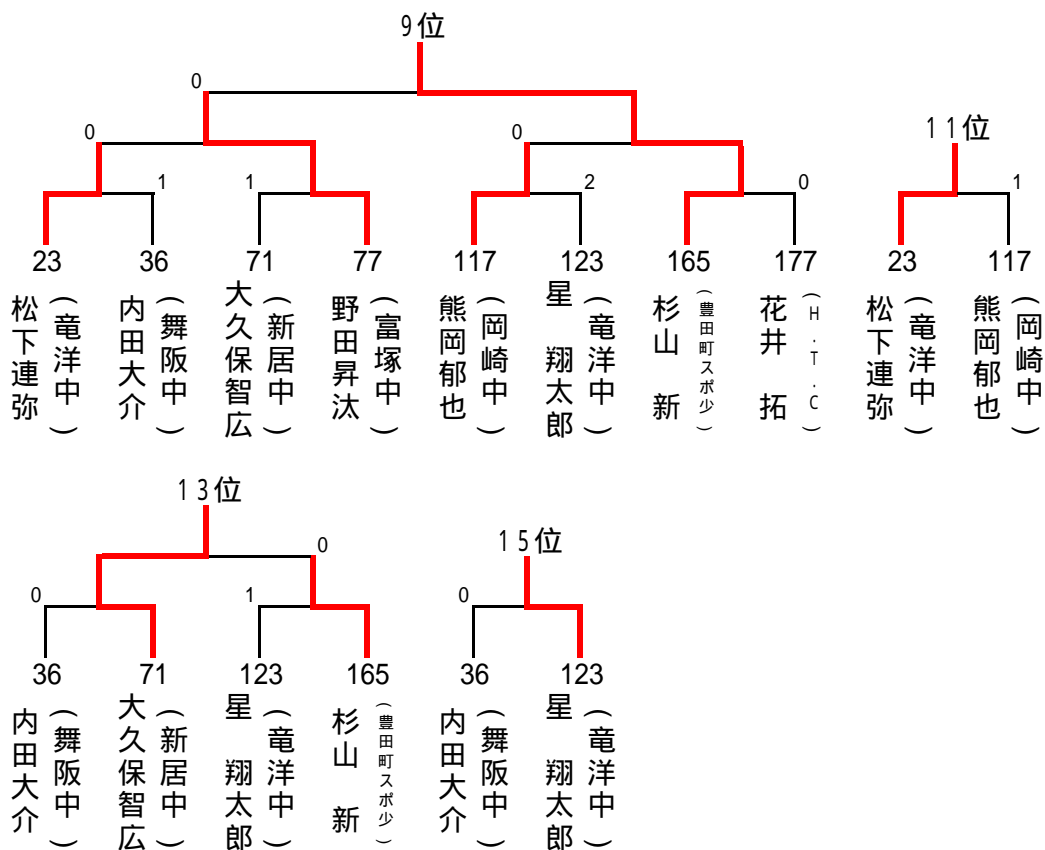 9位
0
0
0
1
1
2
0
23
36
71
77
117
123
165
177
松下連弥
(竜洋中)
内田大介
(舞阪中)
大久保智広
(新居中)
野田昇汰
(富塚中)
熊岡郁也
(岡崎中)
星 翔太郎
(竜洋中)
杉山 新
(豊田町スポ少)
花井 拓
(H.T.C)
11位
1
23
117
松下連弥
(竜洋中)
熊岡郁也
(岡崎中)
13位
0
0
1
36
71
123
165
内田大介
(舞阪中)
大久保智広
(新居中)
星 翔太郎
(竜洋中)
杉山 新
(豊田町スポ少)
15位
0
36
123
内田大介
(舞阪中)
星 翔太郎
(竜洋中)